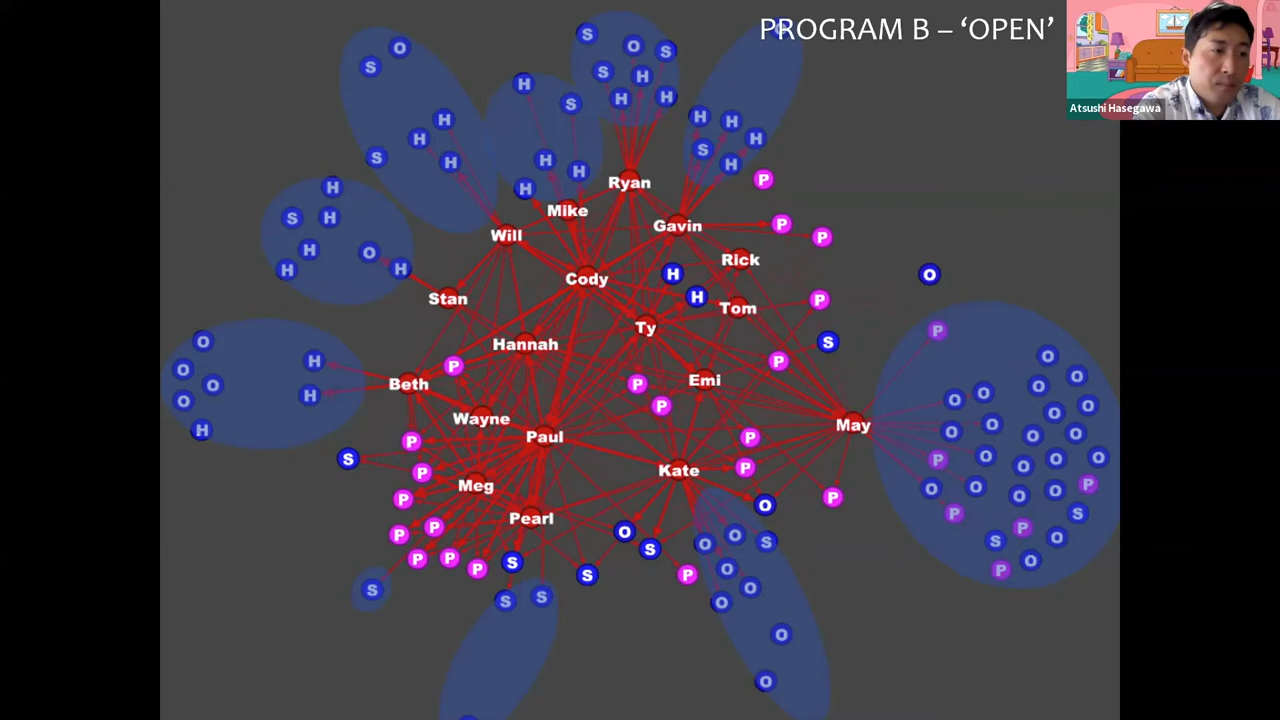 PROGRAM B – ‘OPEN’
Atsushi Hasegawa
S O S O S
S H H
H S H H
H H H
H H S H
S H H H S H
H H Ryan P
S H Mike Gavin P
H Will P
H O H Cody H Rick O
Stan H Tom P
O Ty S
O H Hannah P P O
O O H Beth P Emi O O
O Wayne P P O O O O
H P Paul May O O O O
S P Kate P P P O O O O
P Meg P O O O P
P P Pearl O P O O
P P P S O S O O S P P S O
S S S P O O P O
S S O O
O
O